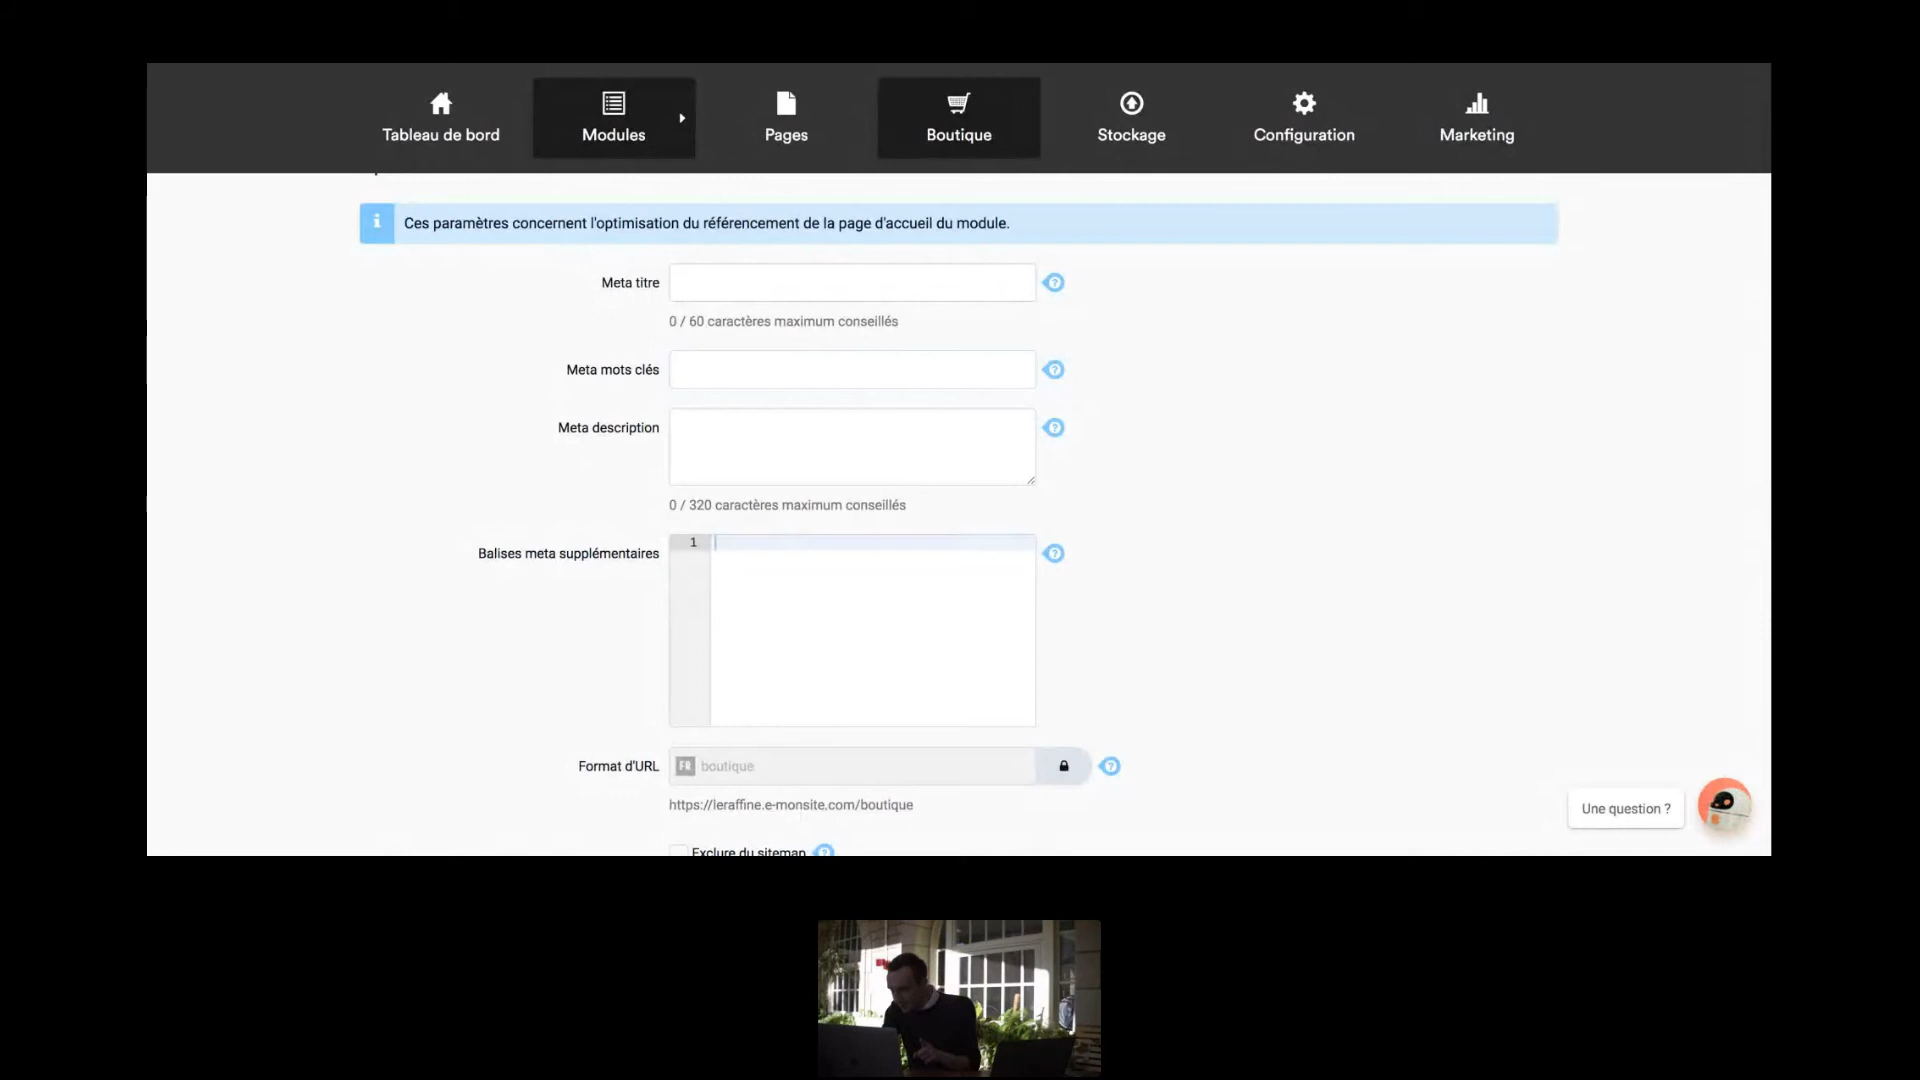 Tableau de bord
Modules
Pages
Boutique
Stockage
Configuration
Marketing
Ces paramètres concernent l'optimisation du référencement de la page d'accueil du module.
Meta titre
0 / 60 caractères maximum conseillés
Meta mots clés
Meta description
0 / 320 caractères maximum conseillés
Balises meta supplémentaires
1
Format d'URL
FR boutique
https://leraffine.e-monsite.com/boutique
Une question ?
Exclure du sitemap